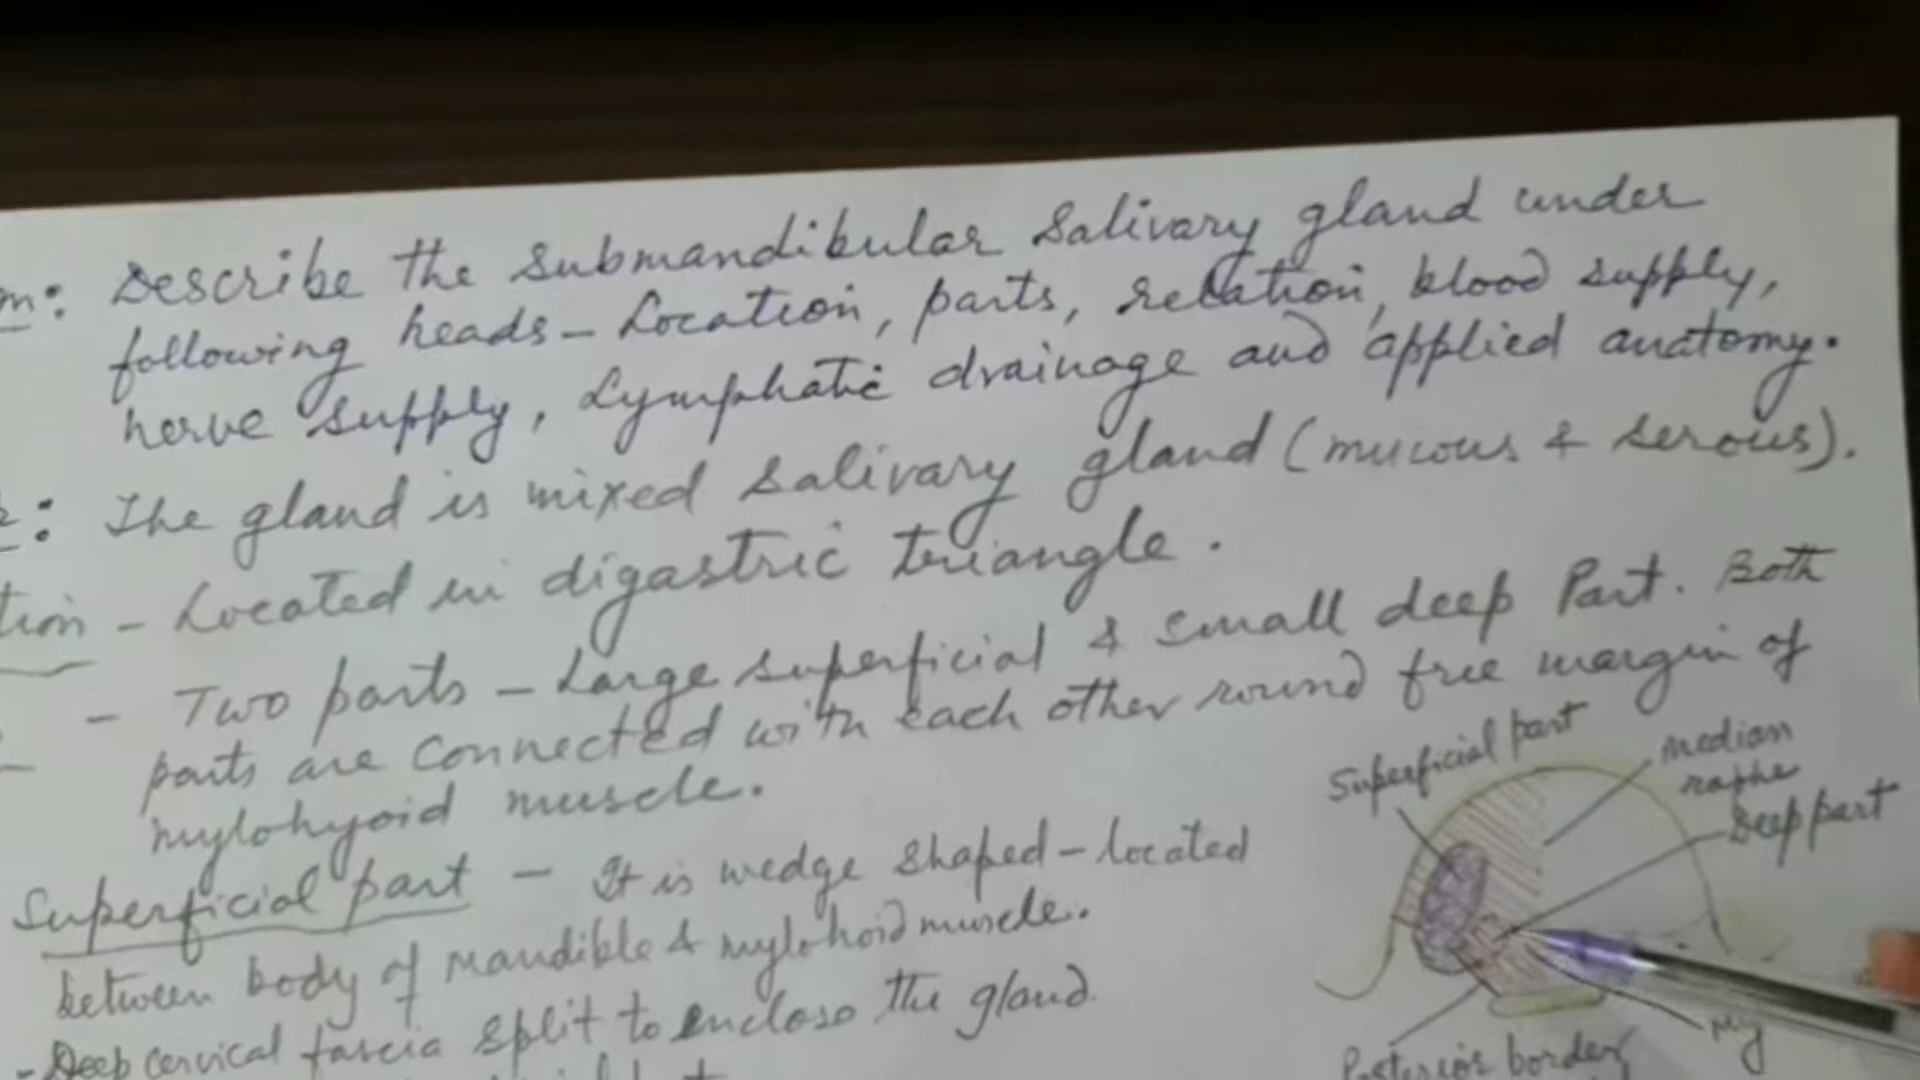 m: Describe the submandibular salivary gland under
following heads - Location, parts, relation, blood supply,
nerve supply, Lymphatic drainage and applied anatomy.
: The gland is mixed salivary gland (mucous & serous).
tion - Located in digastric triangle.
- Two parts - Large superficial & small deep Part. Both
parts are connected with each other round free margin of
mylohyoid muscle.
Superficial part - It is wedge shaped - located
between body of mandible & mylohoid muscle.
- Deep cervical fascia split to enclose the gland.
Superficial part
median
raphe
Deep part
My
Posterior border